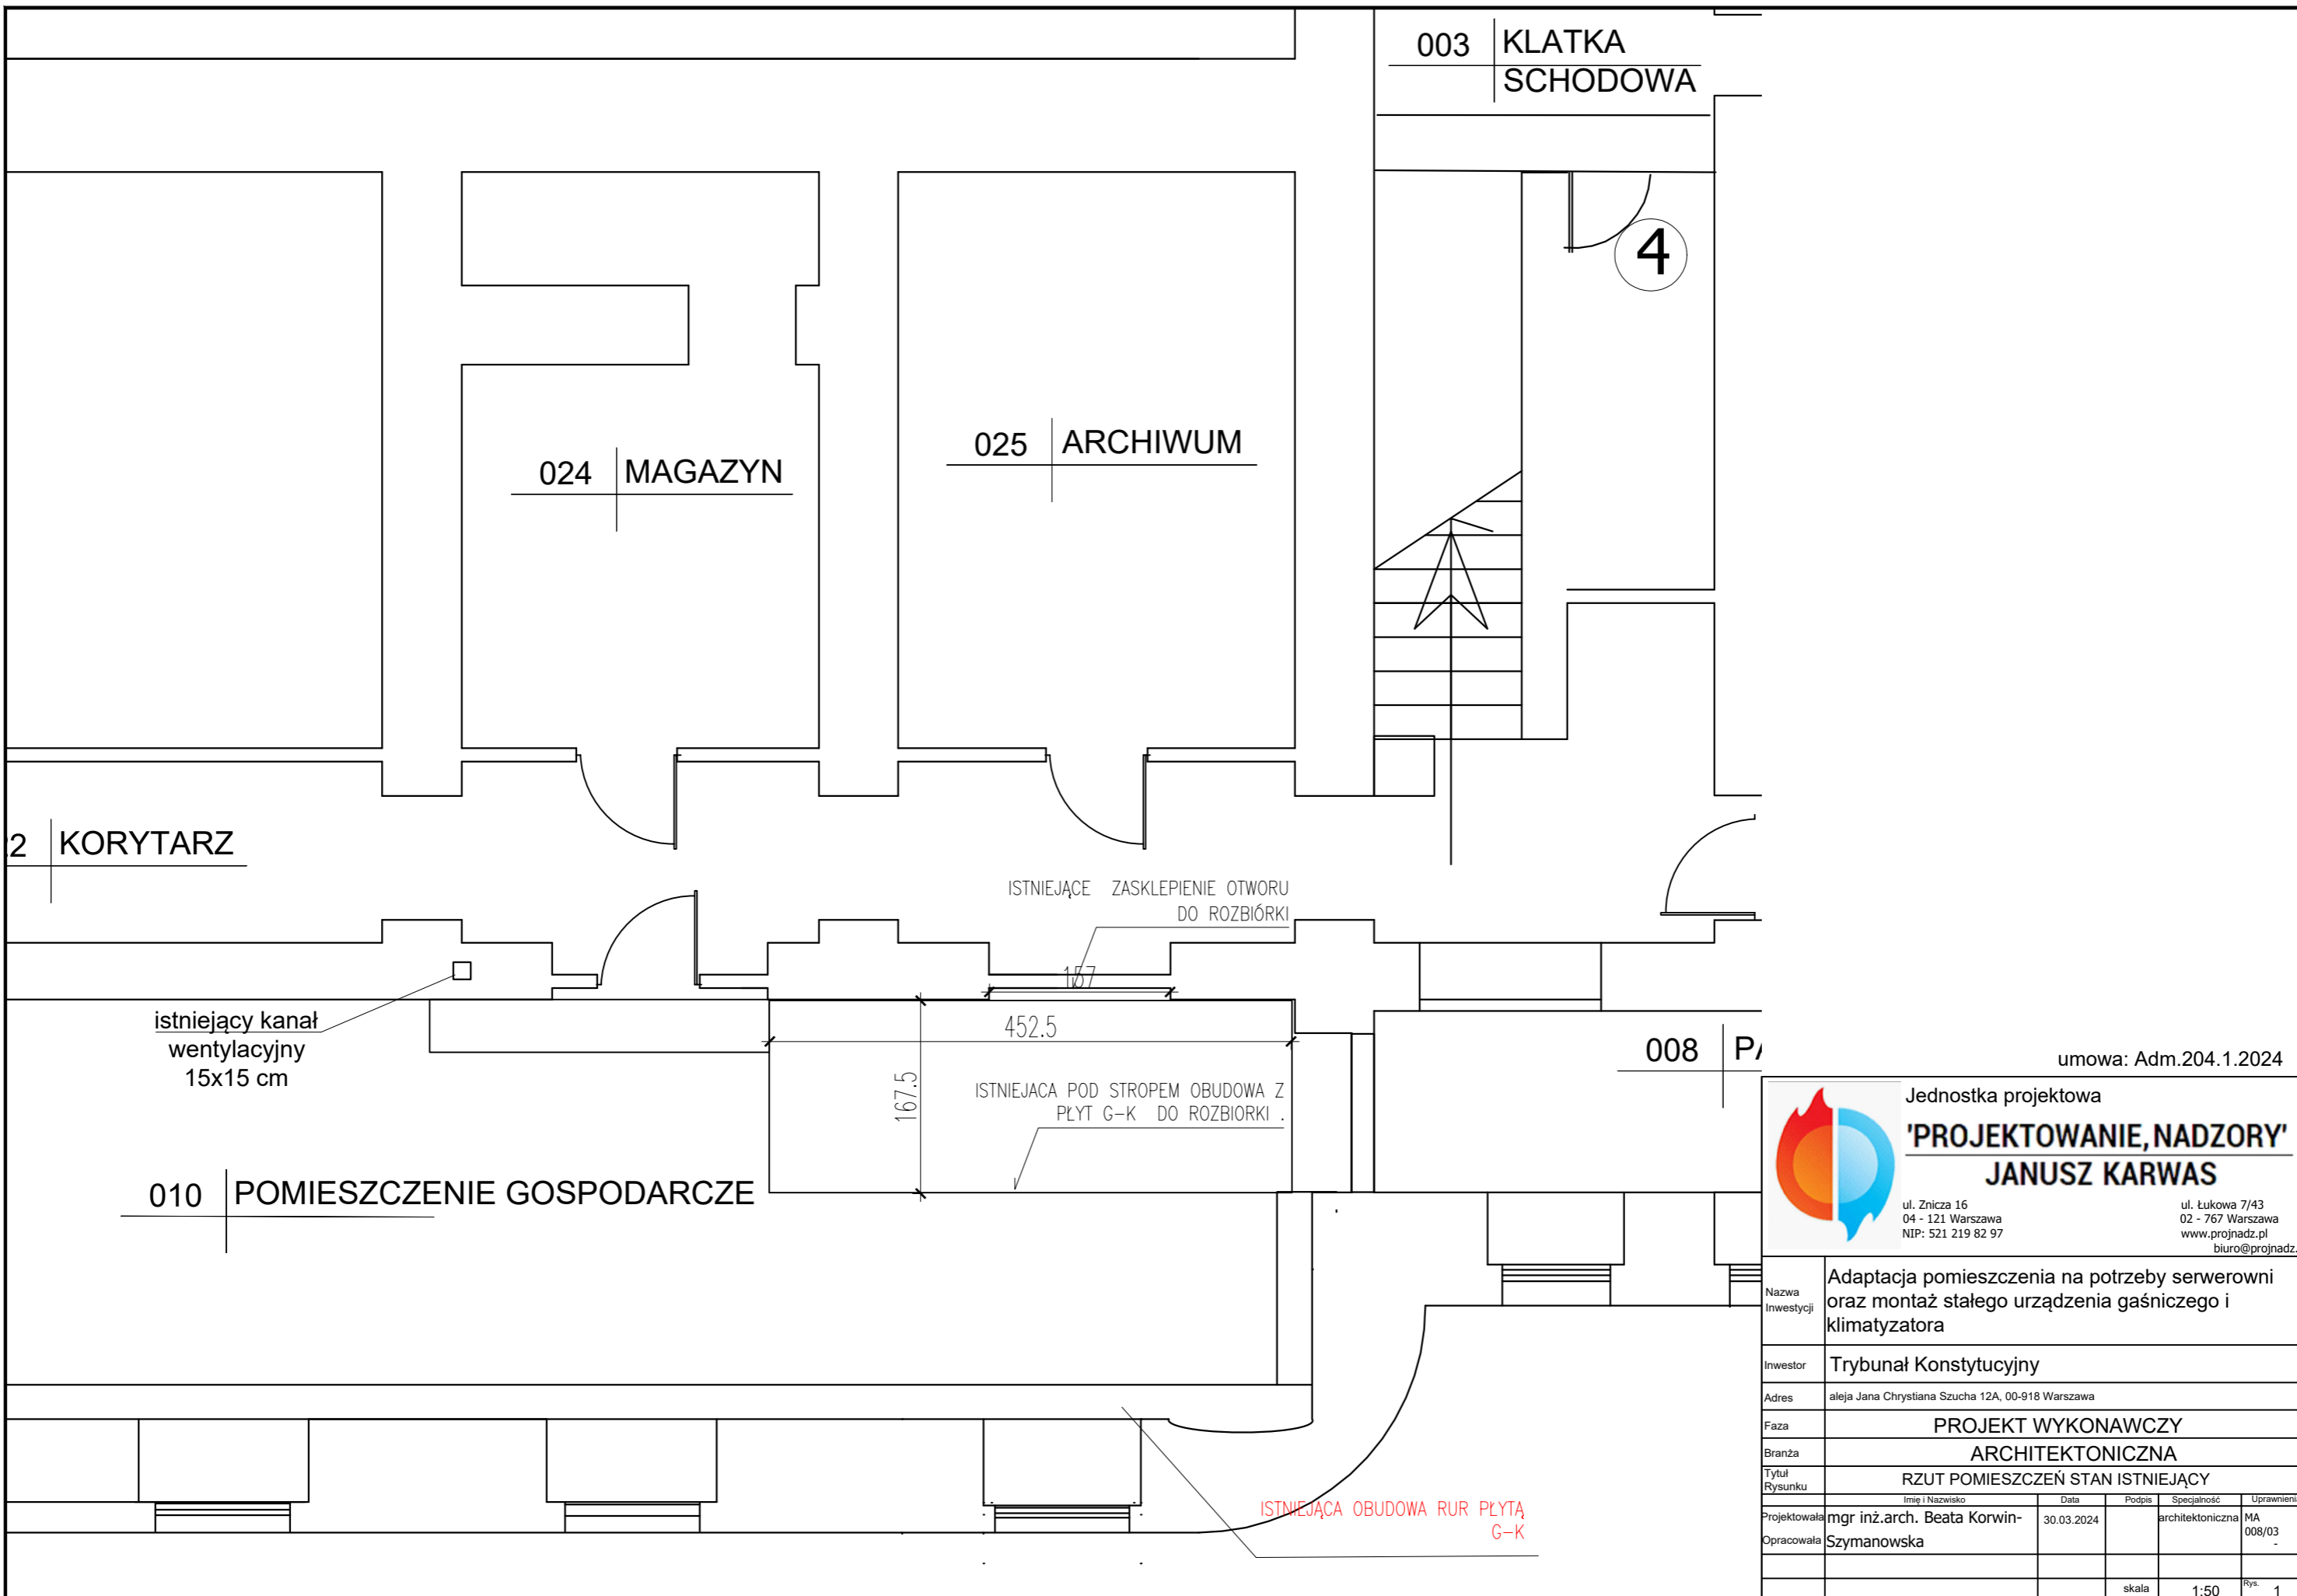 003 KLATKA
SCHODOWA
4
024 MAGAZYN
025 ARCHIWUM
22 KORYTARZ
ISTNIEJĄCE ZASKLEPIENIE OTWORU
DO ROZBIÓRKI
157
istniejący kanał
wentylacyjny
15x15 cm
452.5
167.5
ISTNIEJACA POD STROPEM OBUDOWA Z
PŁYT G-K DO ROZBIORKI .
008
010 POMIESZCZENIE GOSPODARCZE
ISTNIEJĄCA OBUDOWA RUR PŁYTĄ
G-K
umowa: Adm.204.1.2024
Jednostka projektowa
'PROJEKTOWANIE, NADZORY'
JANUSZ KARWAS
ul. Znicza 16
04 - 121 Warszawa
NIP: 521 219 82 97
ul. Łukowa 7/43
02 - 767 Warszawa
www.projnadz.pl
biuro@projnadz.
Nazwa
Inwestycji
Adaptacja pomieszczenia na potrzeby serwerowni
oraz montaż stałego urządzenia gaśniczego i
klimatyzatora
Inwestor Trybunał Konstytucyjny
Adres aleja Jana Chrystiana Szucha 12A, 00-918 Warszawa
Faza PROJEKT WYKONAWCZY
Branża ARCHITEKTONICZNA
Tytuł
Rysunku
RZUT POMIESZCZEŃ STAN ISTNIEJĄCY
Imię i Nazwisko Data Podpis Specjalność Uprawnienia
Projektowała mgr inż.arch. Beata Korwin- 30.03.2024 architektoniczna MA
008/03
Opracowała Szymanowska -
skala 1:50 Rys. 1